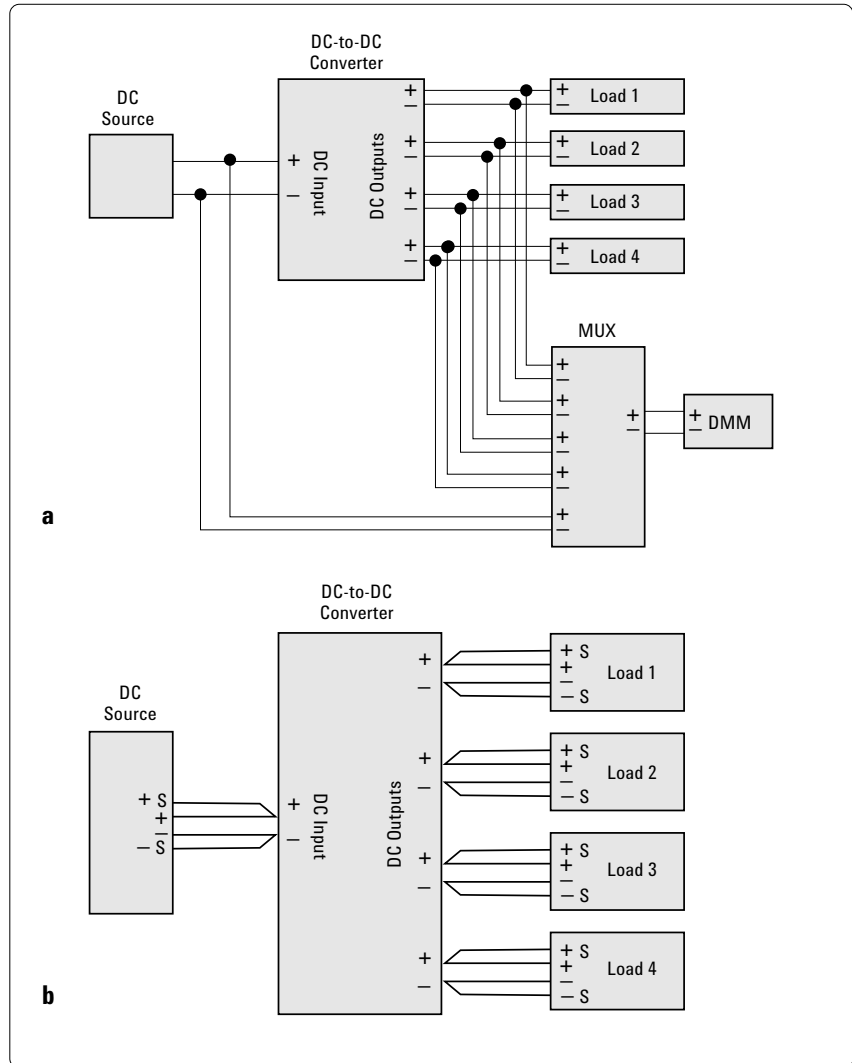 DC-to-DC
Converter
DC
Source
+
−
DC Input
DC Outputs
+
−
+
−
+
−
+
−
+
− Load 1
+
− Load 2
+
− Load 3
+
− Load 4
MUX
+
−
+
−
+
−
+
−
+
−
+
−
+
− DMM
a
DC-to-DC
Converter
DC
Source
+ S
+
−
− S
+
−
DC Input
DC Outputs
+
−
+
−
+
−
+
−
+ S
+
−
− S
Load 1
+ S
+
−
− S
Load 2
+ S
+
−
− S
Load 3
+ S
+
−
− S
Load 4
b